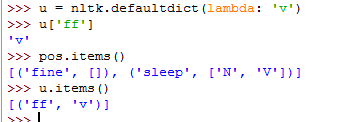 >>> u = nltk.defaultdict(lambda: 'v')
>>> u['ff']
'v'
>>> pos.items()
[('fine', []), ('sleep', ['N', 'V'])]
>>> u.items()
[('ff', 'v')]
>>>